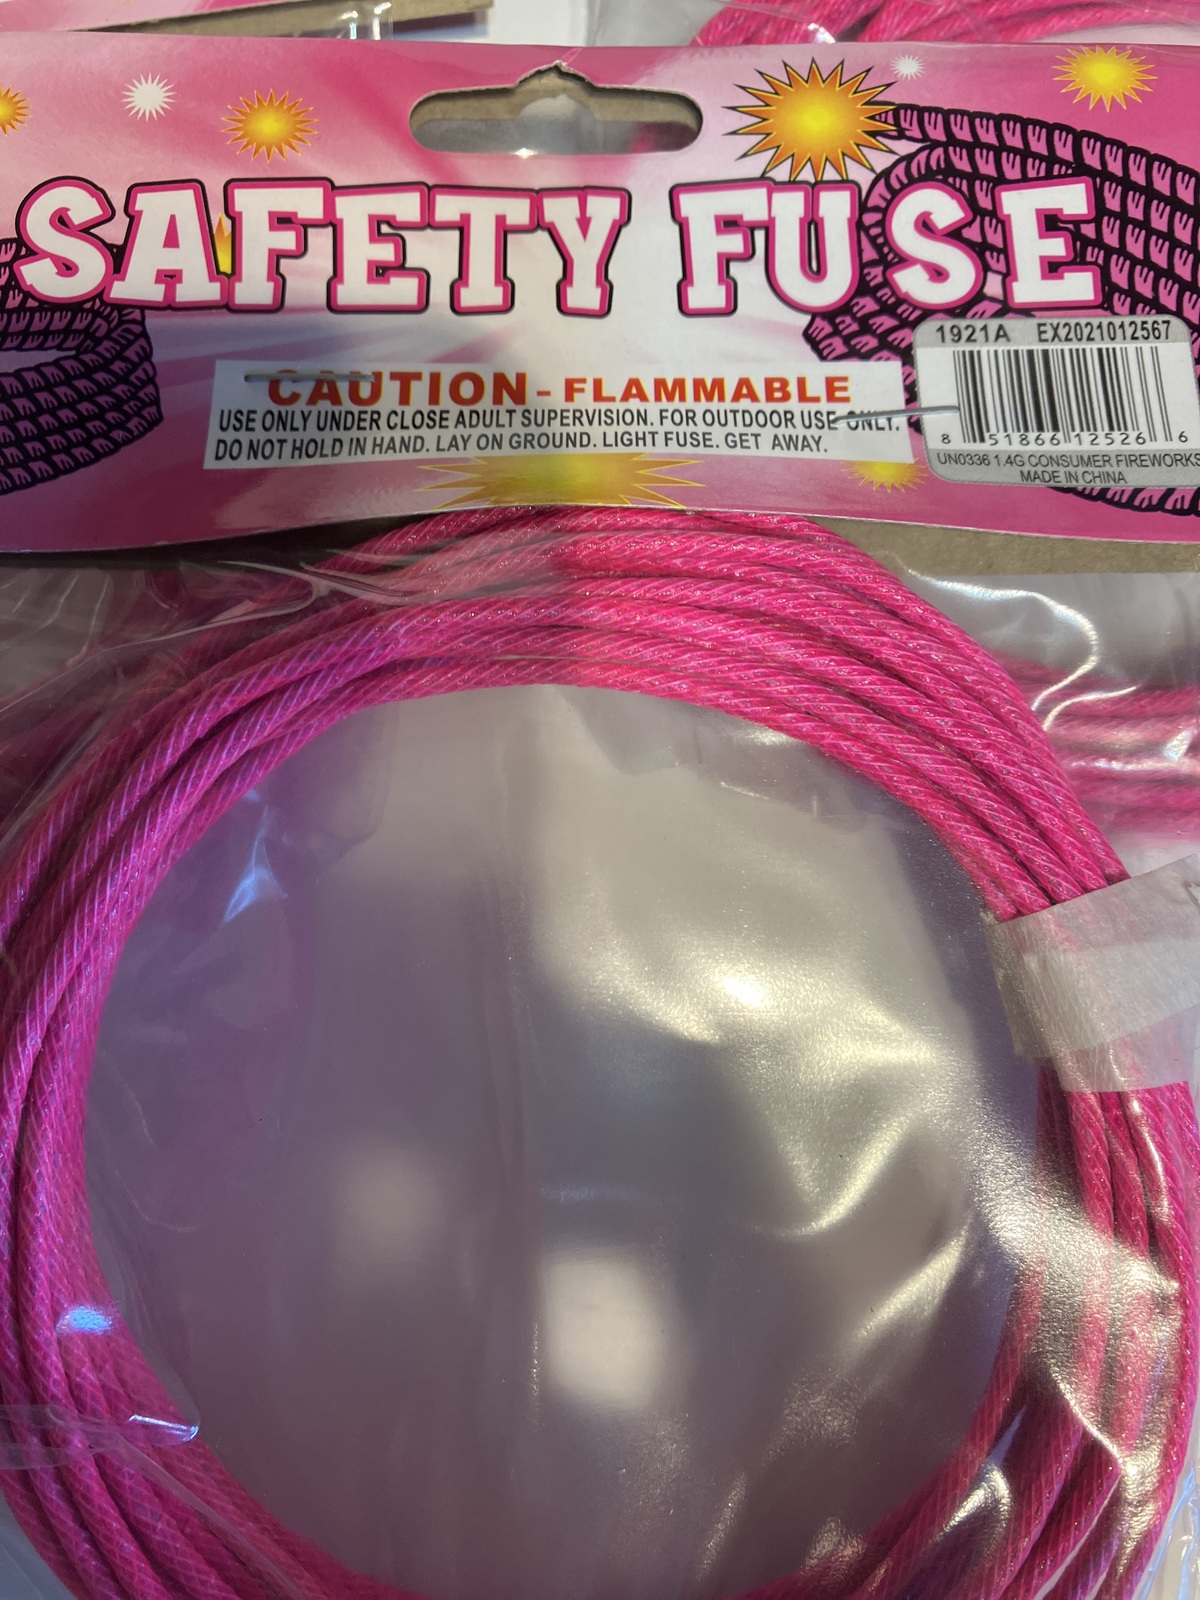 SAFETY FUSE
CAUTION - FLAMMABLE
USE ONLY UNDER CLOSE ADULT SUPERVISION. FOR OUTDOOR USE ONLY.
DO NOT HOLD IN HAND. LAY ON GROUND. LIGHT FUSE. GET AWAY.
1921A EX2021012567
8 51866 12526 6
UN0336 1.4G CONSUMER FIREWORKS
MADE IN CHINA